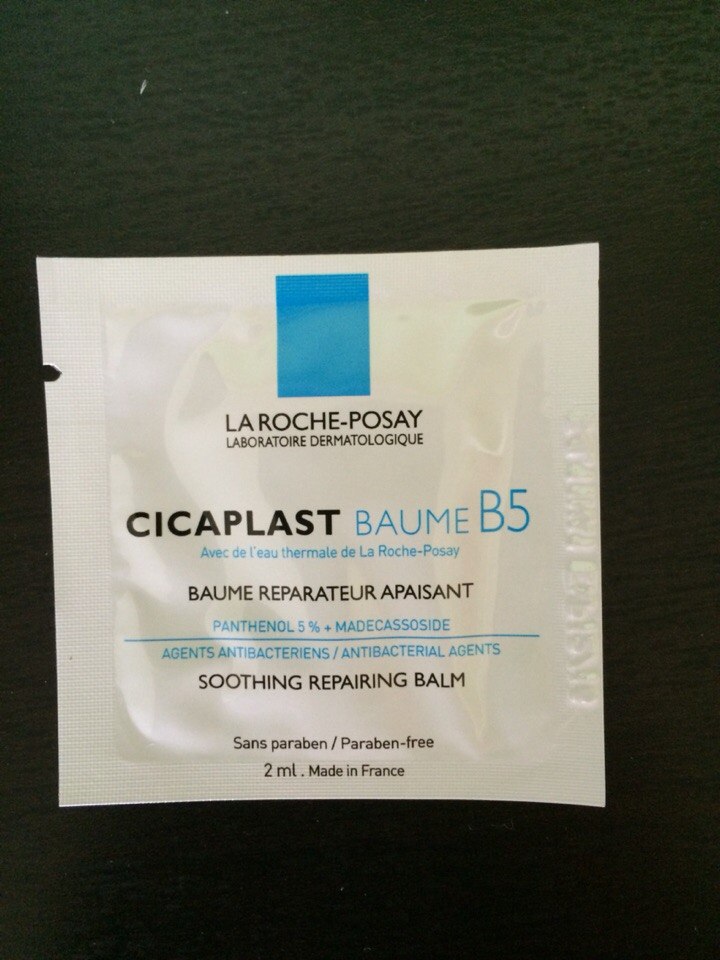 LA ROCHE-POSAY
LABORATOIRE DERMATOLOGIQUE
CICAPLAST BAUME B5
Avec de l'eau thermale de La Roche-Posay
BAUME REPARATEUR APAISANT
PANTHENOL 5 % + MADECASSOSIDE
AGENTS ANTIBACTERIENS / ANTIBACTERIAL AGENTS
SOOTHING REPAIRING BALM
Sans paraben / Paraben-free
2 ml . Made in France